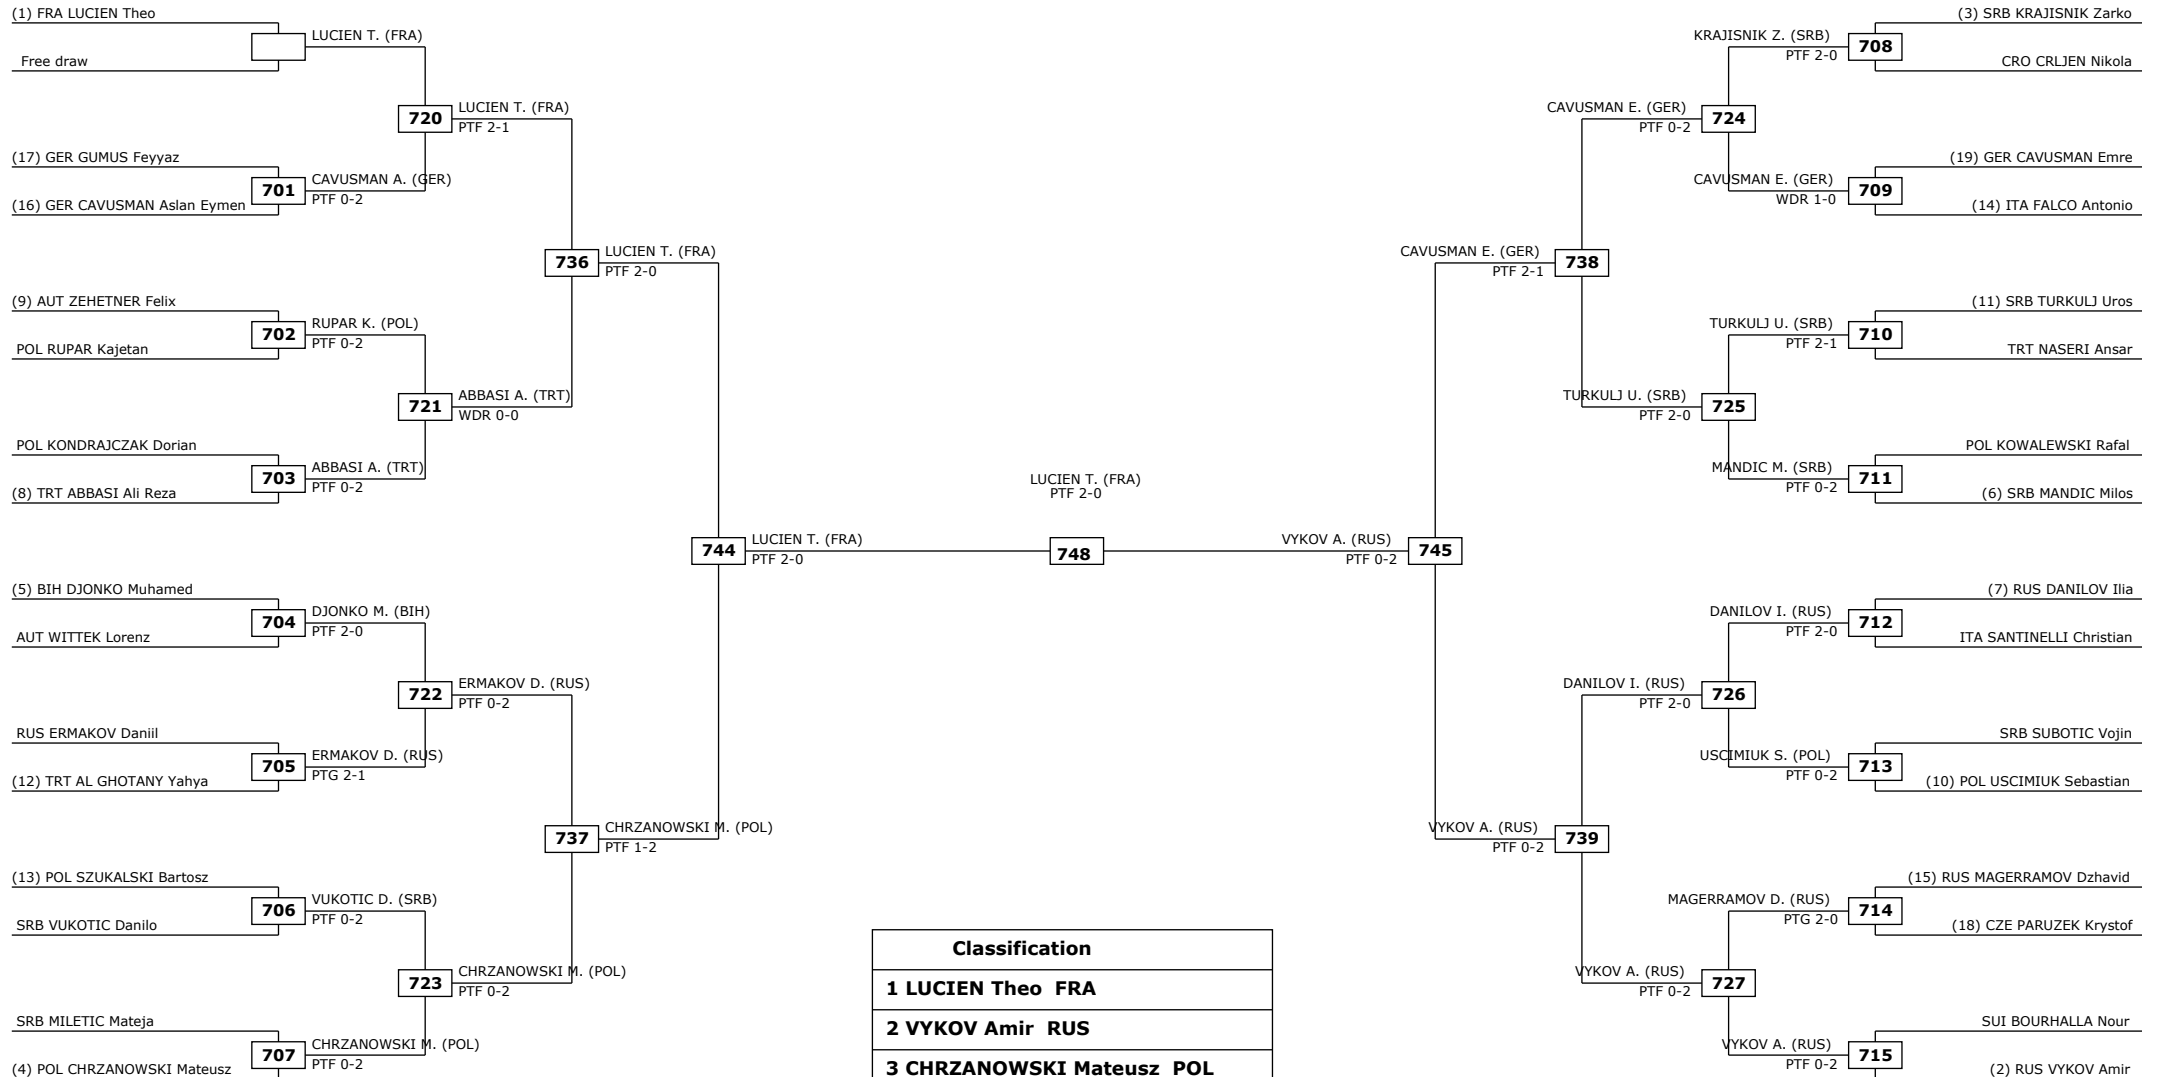 (1) FRA LUCIEN Theo
LUCIEN T. (FRA)
Free draw
720
LUCIEN T. (FRA)
PTF 2-1
(17) GER GUMUS Feyyaz
701
CAVUSMAN A. (GER)
PTF 0-2
(16) GER CAVUSMAN Aslan Eymen
736
LUCIEN T. (FRA)
PTF 2-0
(9) AUT ZEHETNER Felix
702
RUPAR K. (POL)
PTF 0-2
POL RUPAR Kajetan
721
ABBASI A. (TRT)
WDR 0-0
POL KONDRAJCZAK Dorian
703
ABBASI A. (TRT)
PTF 0-2
(8) TRT ABBASI Ali Reza
744
LUCIEN T. (FRA)
PTF 2-0
(5) BIH DJONKO Muhamed
704
DJONKO M. (BIH)
PTF 2-0
AUT WITTEK Lorenz
722
ERMAKOV D. (RUS)
PTF 0-2
RUS ERMAKOV Daniil
705
ERMAKOV D. (RUS)
PTG 2-1
(12) TRT AL GHOTANY Yahya
737
CHRZANOWSKI M. (POL)
PTF 1-2
(13) POL SZUKALSKI Bartosz
706
VUKOTIC D. (SRB)
PTF 0-2
SRB VUKOTIC Danilo
723
CHRZANOWSKI M. (POL)
PTF 0-2
SRB MILETIC Mateja
707
CHRZANOWSKI M. (POL)
PTF 0-2
(4) POL CHRZANOWSKI Mateusz
LUCIEN T. (FRA)
PTF 2-0
748
Classification
1 LUCIEN Theo FRA
2 VYKOV Amir RUS
3 CHRZANOWSKI Mateusz POL
(3) SRB KRAJISNIK Zarko
KRAJISNIK Z. (SRB)
PTF 2-0
708
CRO CRLJEN Nikola
CAVUSMAN E. (GER)
PTF 0-2
724
(19) GER CAVUSMAN Emre
CAVUSMAN E. (GER)
WDR 1-0
709
(14) ITA FALCO Antonio
CAVUSMAN E. (GER)
PTF 2-1
738
(11) SRB TURKULJ Uros
TURKULJ U. (SRB)
PTF 2-1
710
TRT NASERI Ansar
TURKULJ U. (SRB)
PTF 2-0
725
POL KOWALEWSKI Rafal
MANDIC M. (SRB)
PTF 0-2
711
(6) SRB MANDIC Milos
VYKOV A. (RUS)
PTF 0-2
745
(7) RUS DANILOV Ilia
DANILOV I. (RUS)
PTF 2-0
712
ITA SANTINELLI Christian
DANILOV I. (RUS)
PTF 2-0
726
SRB SUBOTIC Vojin
USCIMIUK S. (POL)
PTF 0-2
713
(10) POL USCIMIUK Sebastian
VYKOV A. (RUS)
PTF 0-2
739
(15) RUS MAGERRAMOV Dzhavid
MAGERRAMOV D. (RUS)
PTG 2-0
714
(18) CZE PARUZEK Krystof
VYKOV A. (RUS)
PTF 0-2
727
SUI BOURHALLA Nour
VYKOV A. (RUS)
PTF 0-2
715
(2) RUS VYKOV Amir